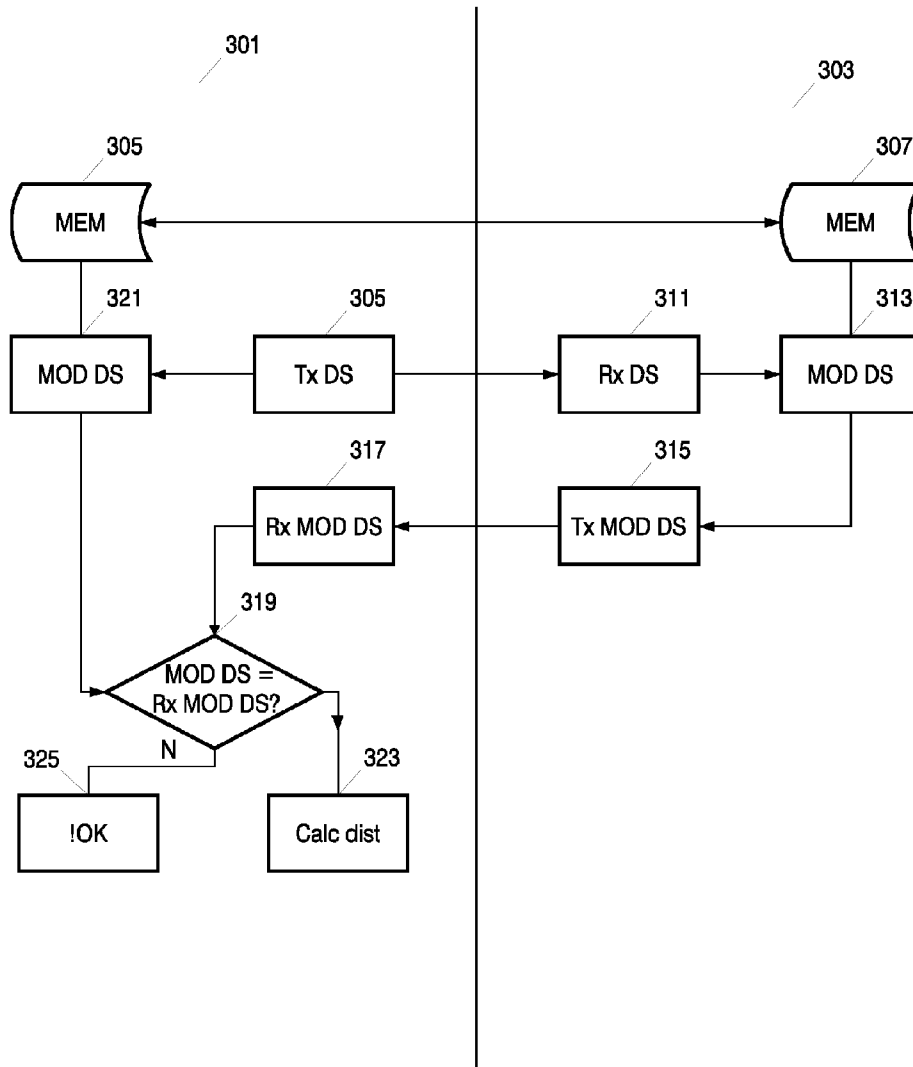 301
303
305
307
MEM
MEM
321
305
311
313
MOD DS
Tx DS
Rx DS
MOD DS
317
315
Rx MOD DS
Tx MOD DS
319
MOD DS =
Rx MOD DS?
N
325
323
!OK
Calc dist